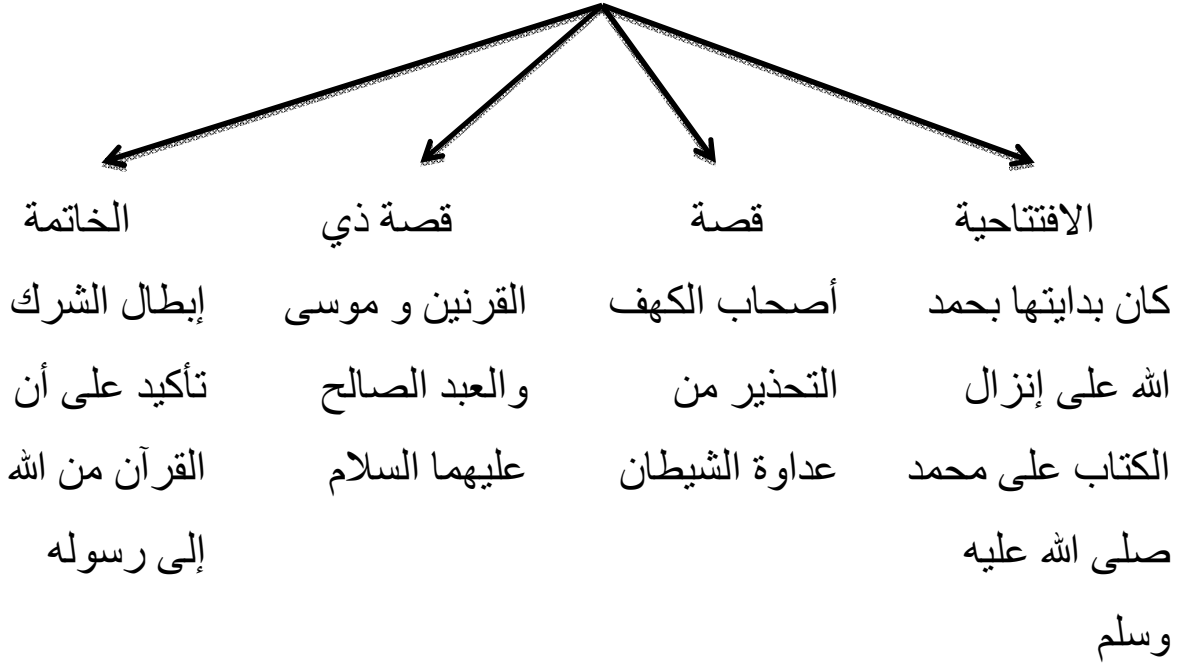 الافتتاحية
كان بدايتها بحمد
الله على إنزال
الكتاب على محمد
صلى الله عليه
وسلم
قصة
أصحاب الكهف
التحذير من
عداوة الشيطان
قصة ذي
القرنين و موسى
والعبد الصالح
عليهما السلام
الخاتمة
إبطال الشرك
تأكيد على أن
القرآن من الله
إلى رسوله